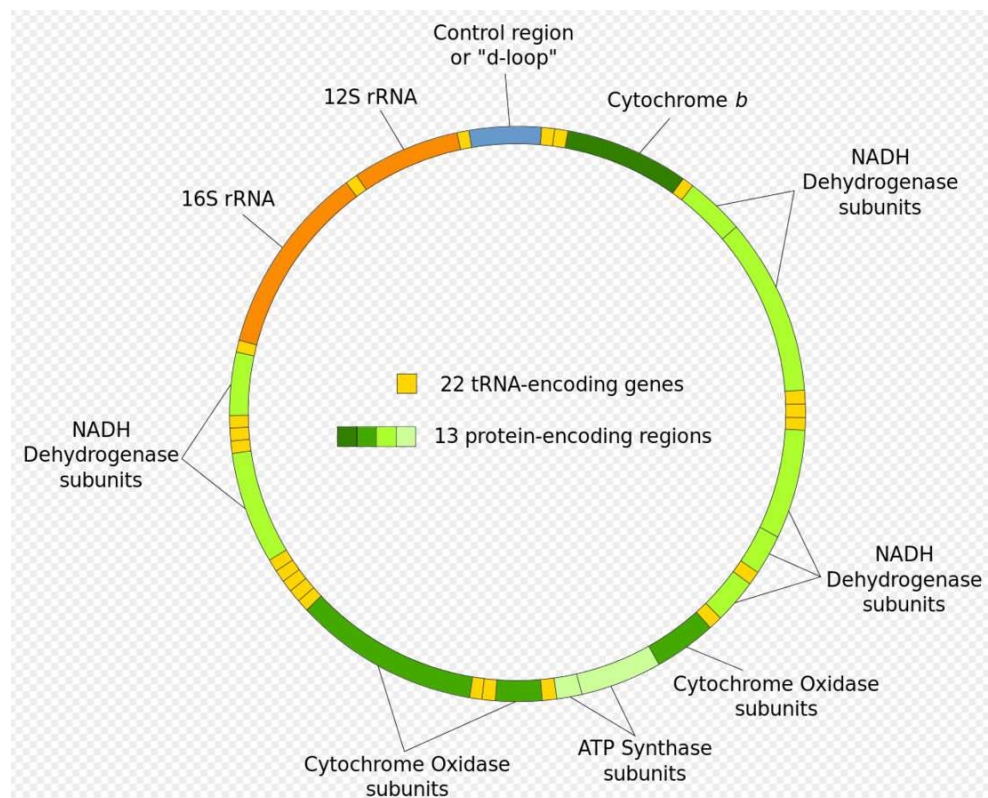 Control region
or "d-loop"
12S rRNA
Cytochrome b
16S rRNA
NADH
Dehydrogenase
subunits
22 tRNA-encoding genes
13 protein-encoding regions
NADH
Dehydrogenase
subunits
NADH
Dehydrogenase
subunits
Cytochrome Oxidase
subunits
ATP Synthase
subunits
Cytochrome Oxidase
subunits